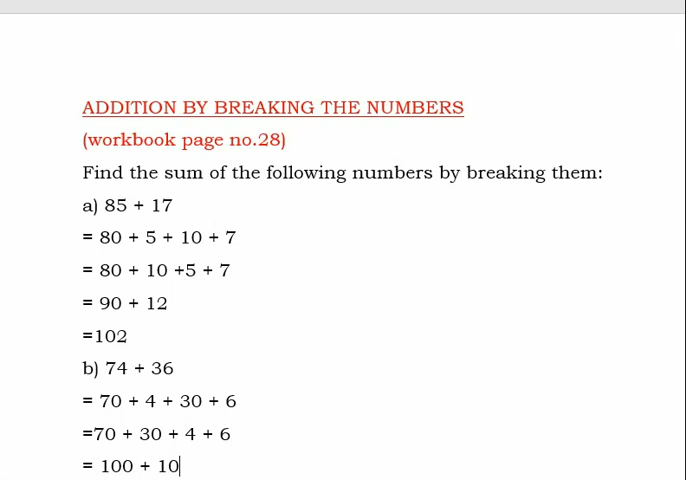 ADDITION BY BREAKING THE NUMBERS
(workbook page no.28)
Find the sum of the following numbers by breaking them:
a) 85 + 17
= 80 + 5 + 10 + 7
= 80 + 10 +5 + 7
= 90 + 12
=102
b) 74 + 36
= 70 + 4 + 30 + 6
=70 + 30 + 4 + 6
= 100 + 10